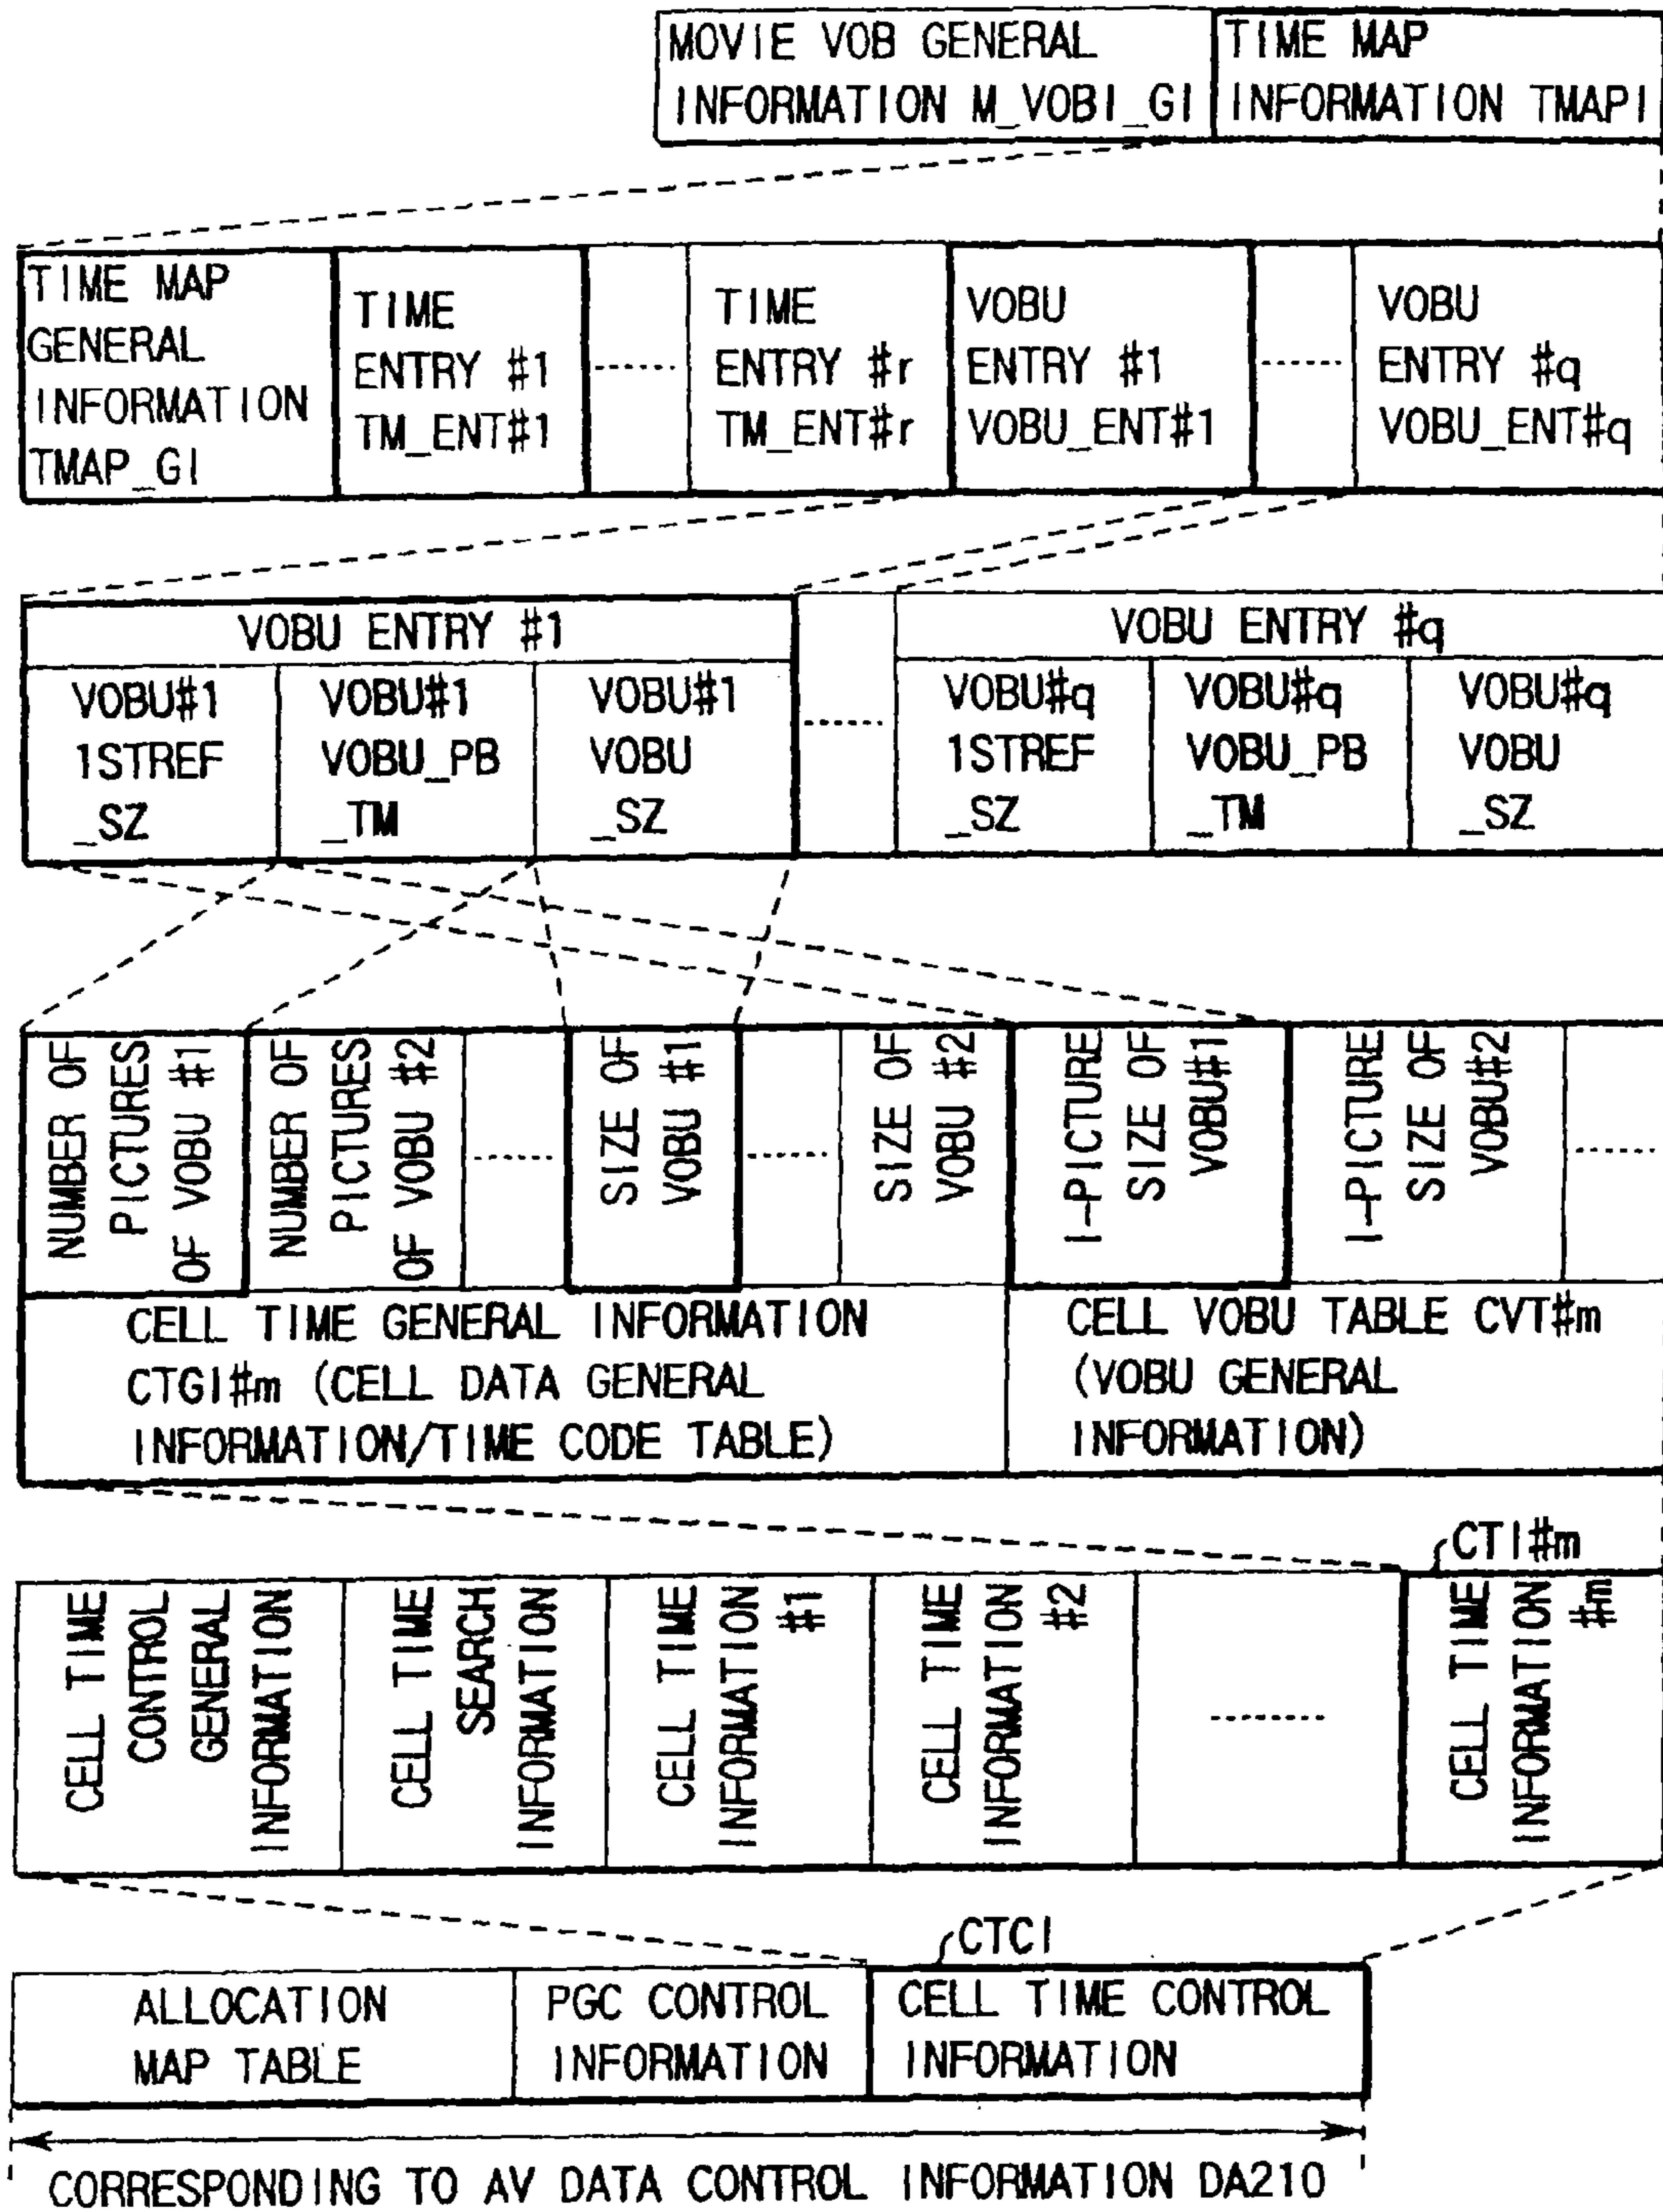 MOVIE VOB GENERAL
INFORMATION M_VOBI_GI
TIME MAP
INFORMATION TMAPI
TIME MAP
GENERAL
INFORMATION
TMAP_GI
TIME
ENTRY #1
TM_ENT#1
TIME
ENTRY #r
TM_ENT#r
VOBU
ENTRY #1
VOBU_ENT#1
VOBU
ENTRY #q
VOBU_ENT#q
VOBU ENTRY #1
VOBU ENTRY #q
VOBU#1
1STREF
_SZ
VOBU#1
VOBU_PB
_TM
VOBU#1
VOBU
_SZ
VOBU#q
1STREF
_SZ
VOBU#q
VOBU_PB
_TM
VOBU#q
VOBU
_SZ
NUMBER OF
PICTURES
OF VOBU #1
NUMBER OF
PICTURES
OF VOBU #2
SIZE OF
VOBU #1
SIZE OF
VOBU #2
I-PICTURE
SIZE OF
VOBU#1
I-PICTURE
SIZE OF
VOBU#2
CELL TIME GENERAL INFORMATION
CTGI#m (CELL DATA GENERAL
INFORMATION/TIME CODE TABLE)
CELL VOBU TABLE CVT#m
(VOBU GENERAL
INFORMATION)
CTI#m
CELL TIME
CONTROL
GENERAL
INFORMATION
CELL TIME
SEARCH
INFORMATION
CELL TIME
INFORMATION
#1
CELL TIME
INFORMATION
#2
CELL TIME
INFORMATION
#m
CTCI
ALLOCATION
MAP TABLE
PGC CONTROL
INFORMATION
CELL TIME CONTROL
INFORMATION
CORRESPONDING TO AV DATA CONTROL INFORMATION DA210